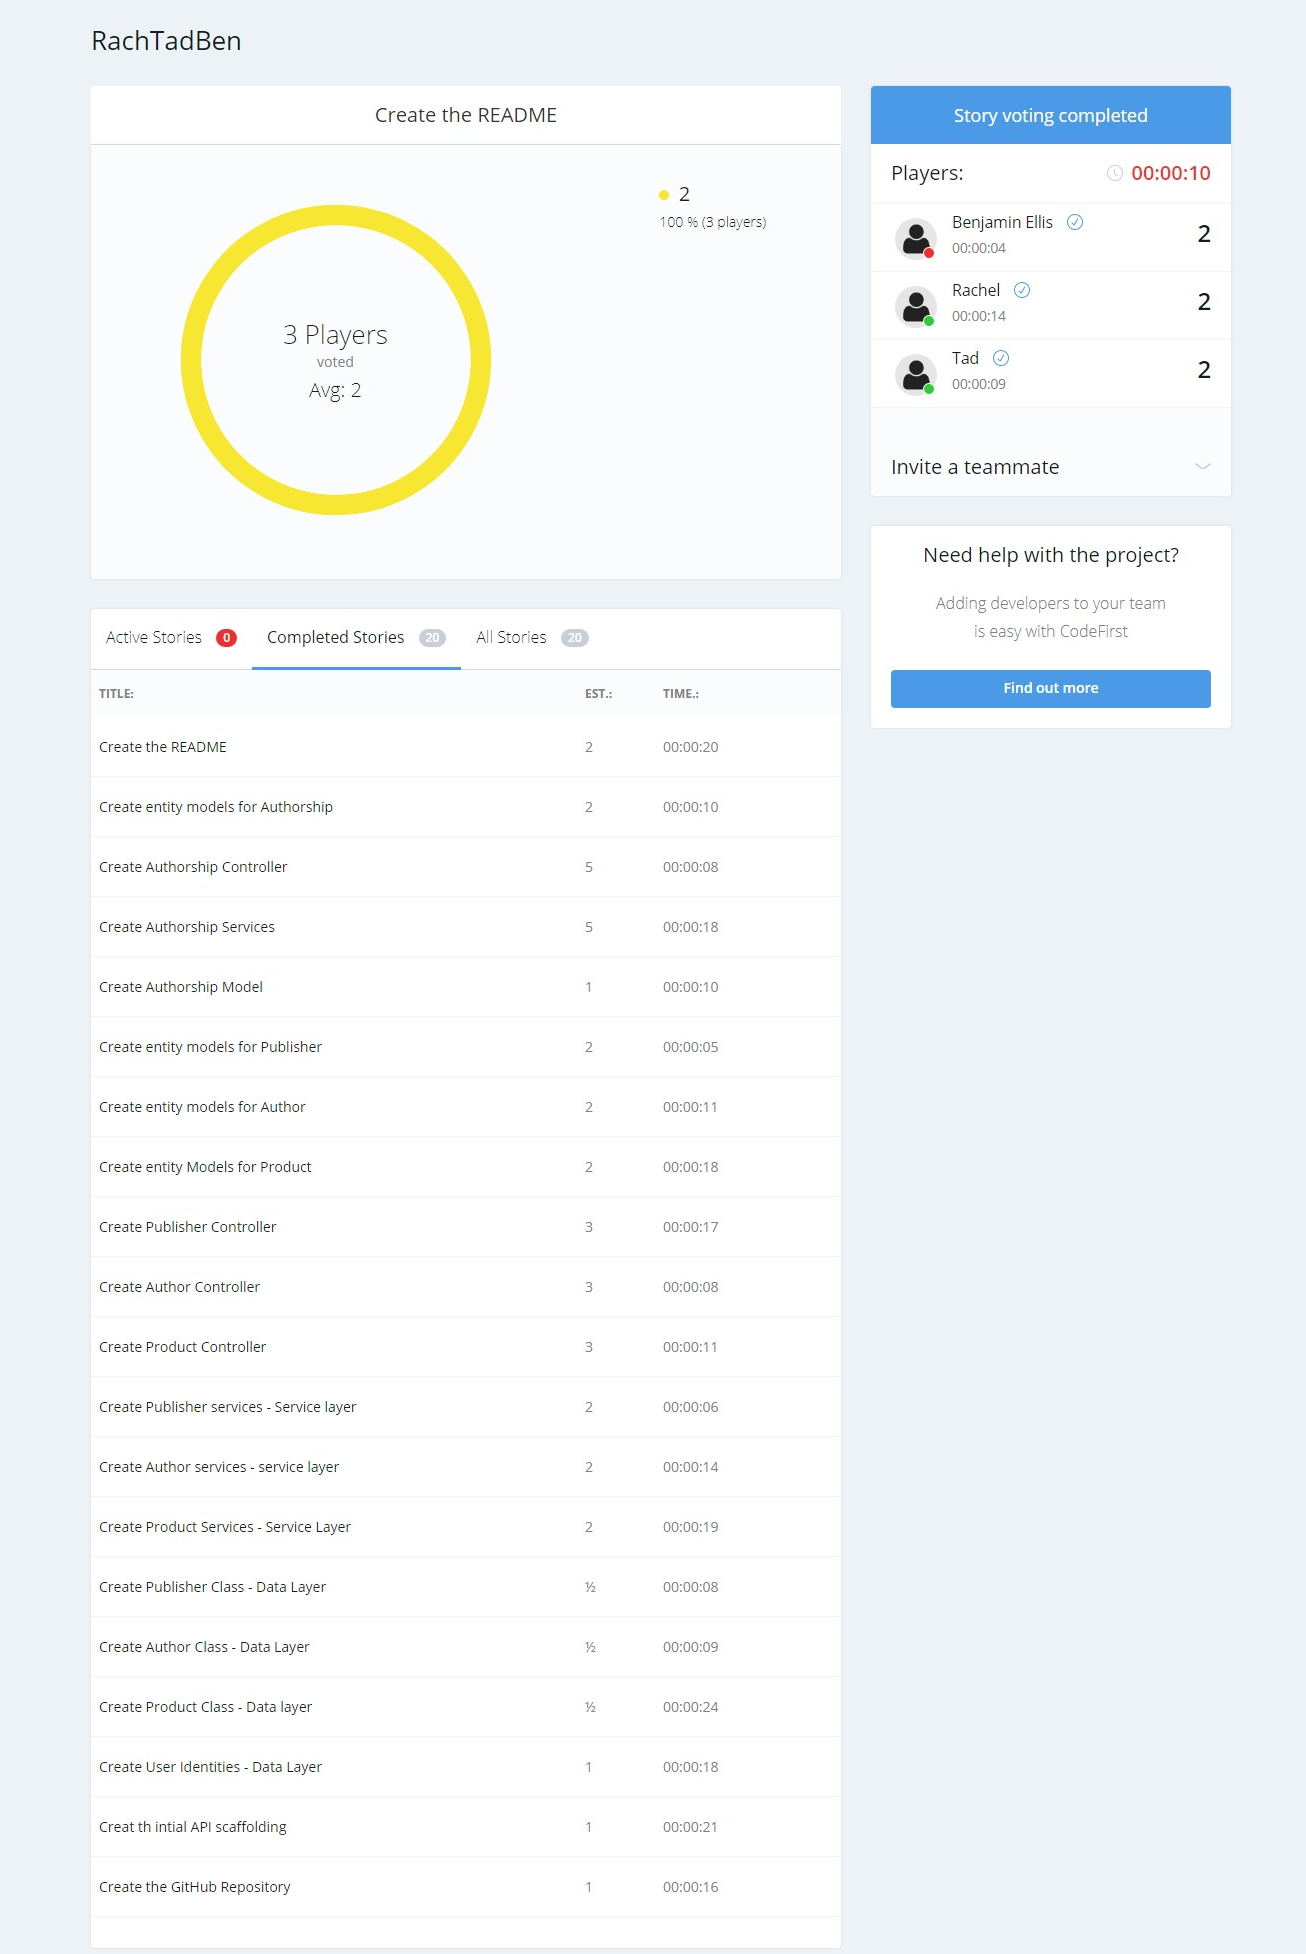 RachTadBen
Create the README
2
100 % (3 players)
3 Players
voted
Avg: 2
Story voting completed
Players: 00:00:10
Benjamin Ellis 2
00:00:04
Rachel 2
00:00:14
Tad 2
00:00:09
Invite a teammate
Need help with the project?
Adding developers to your team
is easy with CodeFirst
Find out more
Active Stories 0 Completed Stories 20 All Stories 20
TITLE: EST.: TIME.:
Create the README 2 00:00:20
Create entity models for Authorship 2 00:00:10
Create Authorship Controller 5 00:00:08
Create Authorship Services 5 00:00:18
Create Authorship Model 1 00:00:10
Create entity models for Publisher 2 00:00:05
Create entity models for Author 2 00:00:11
Create entity Models for Product 2 00:00:18
Create Publisher Controller 3 00:00:17
Create Author Controller 3 00:00:08
Create Product Controller 3 00:00:11
Create Publisher services - Service layer 2 00:00:06
Create Author services - service layer 2 00:00:14
Create Product Services - Service Layer 2 00:00:19
Create Publisher Class - Data Layer ½ 00:00:08
Create Author Class - Data Layer ½ 00:00:09
Create Product Class - Data layer ½ 00:00:24
Create User Identities - Data Layer 1 00:00:18
Creat th intial API scaffolding 1 00:00:21
Create the GitHub Repository 1 00:00:16